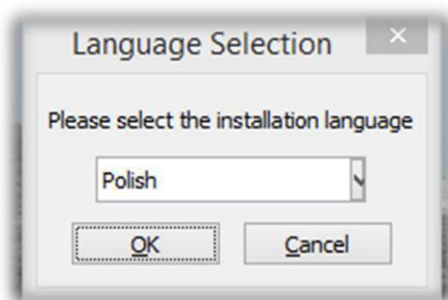 Language Selection
Please select the installation language
Polish
OK
Cancel